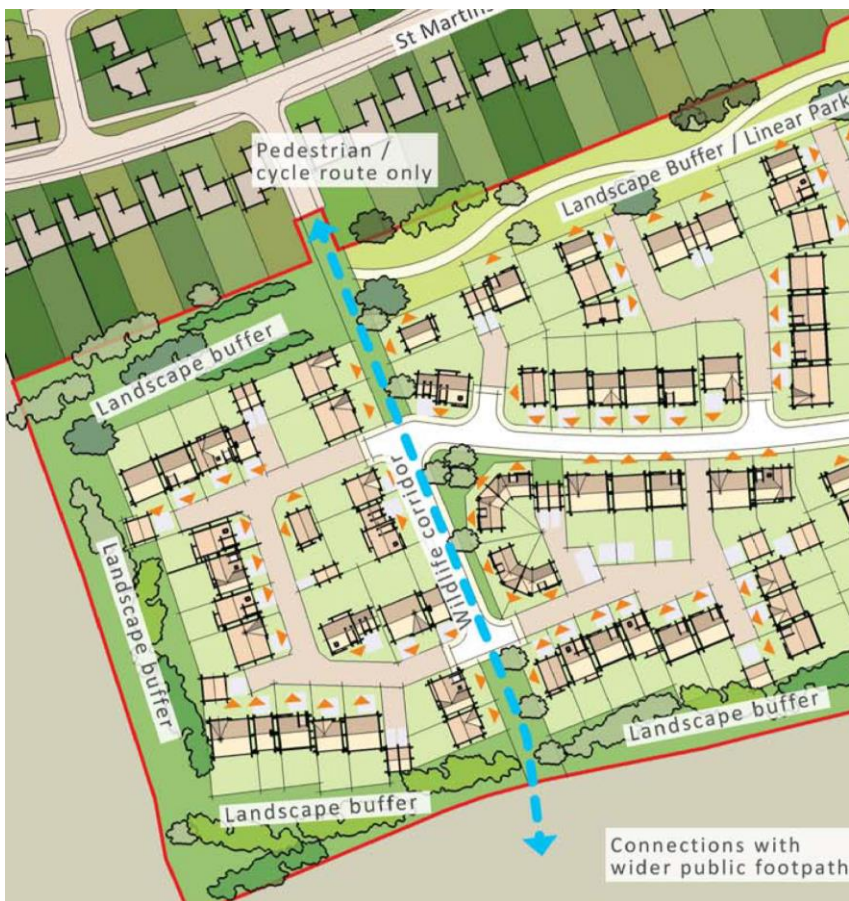 St Martins
Pedestrian /
cycle route only
Landscape Buffer / Linear Park
Landscape buffer
Wildlife corridor
Landscape buffer
Landscape buffer
Landscape buffer
Connections with
wider public footpath